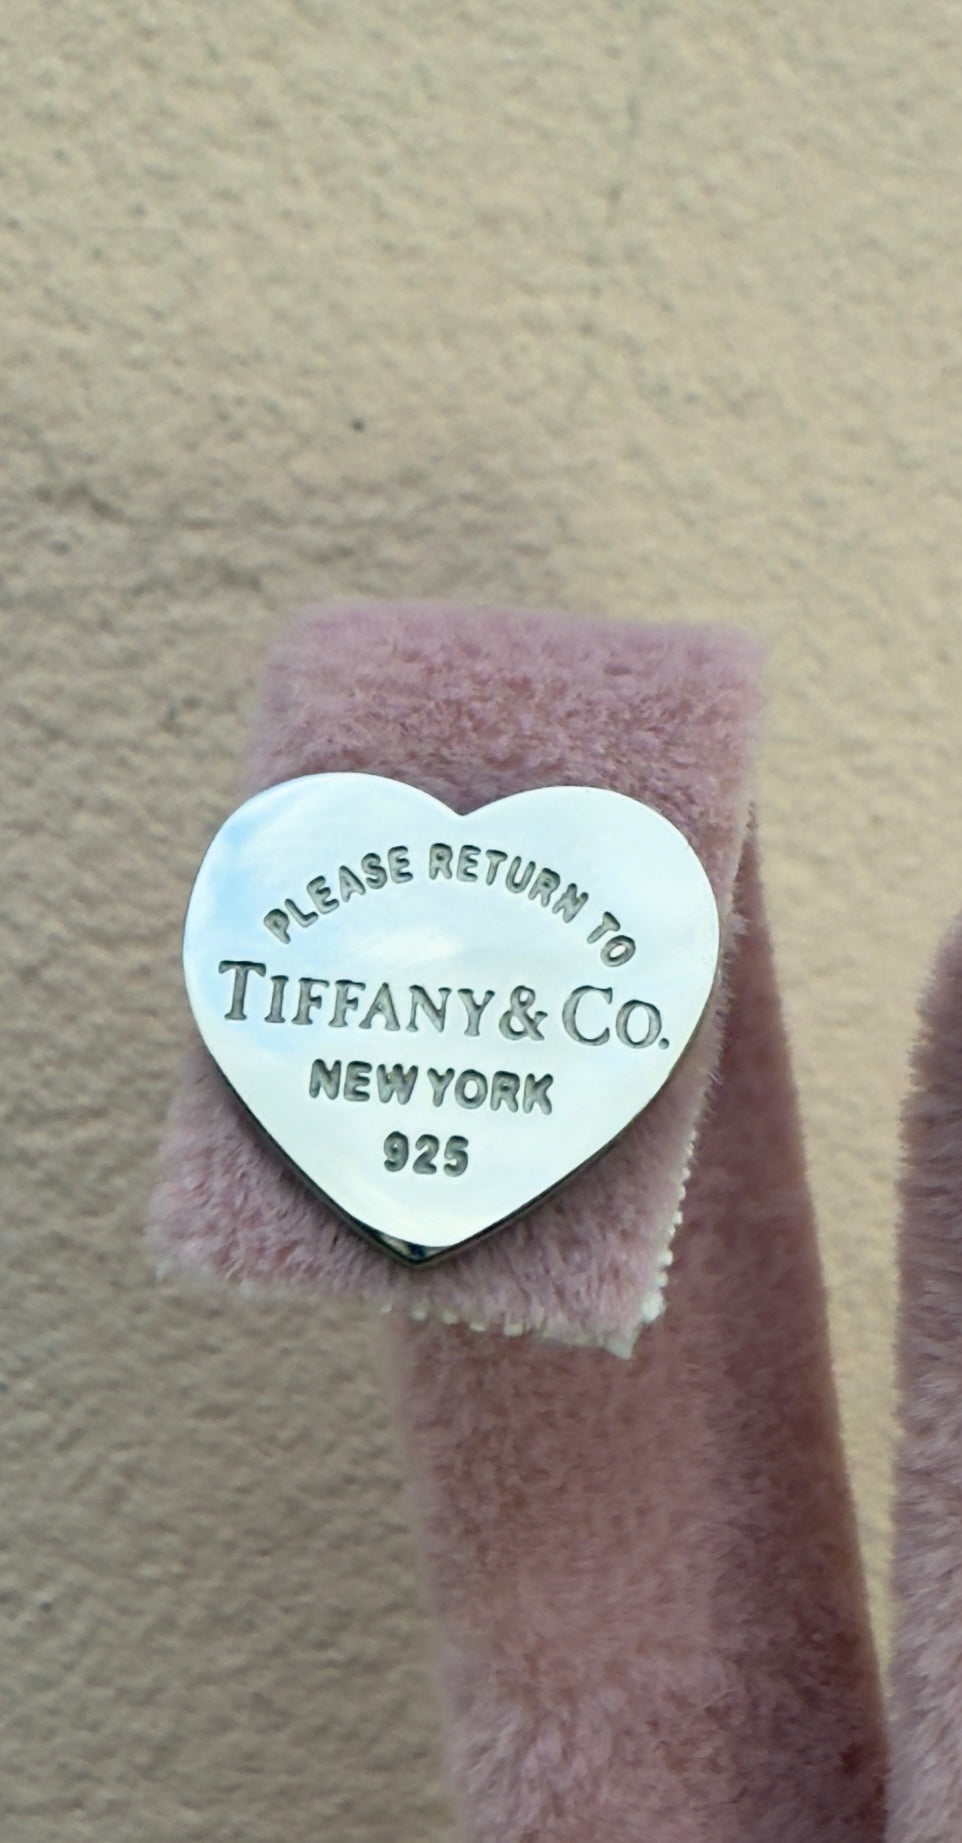 PLEASE RETURN TO
TIFFANY & CO.
NEW YORK
925